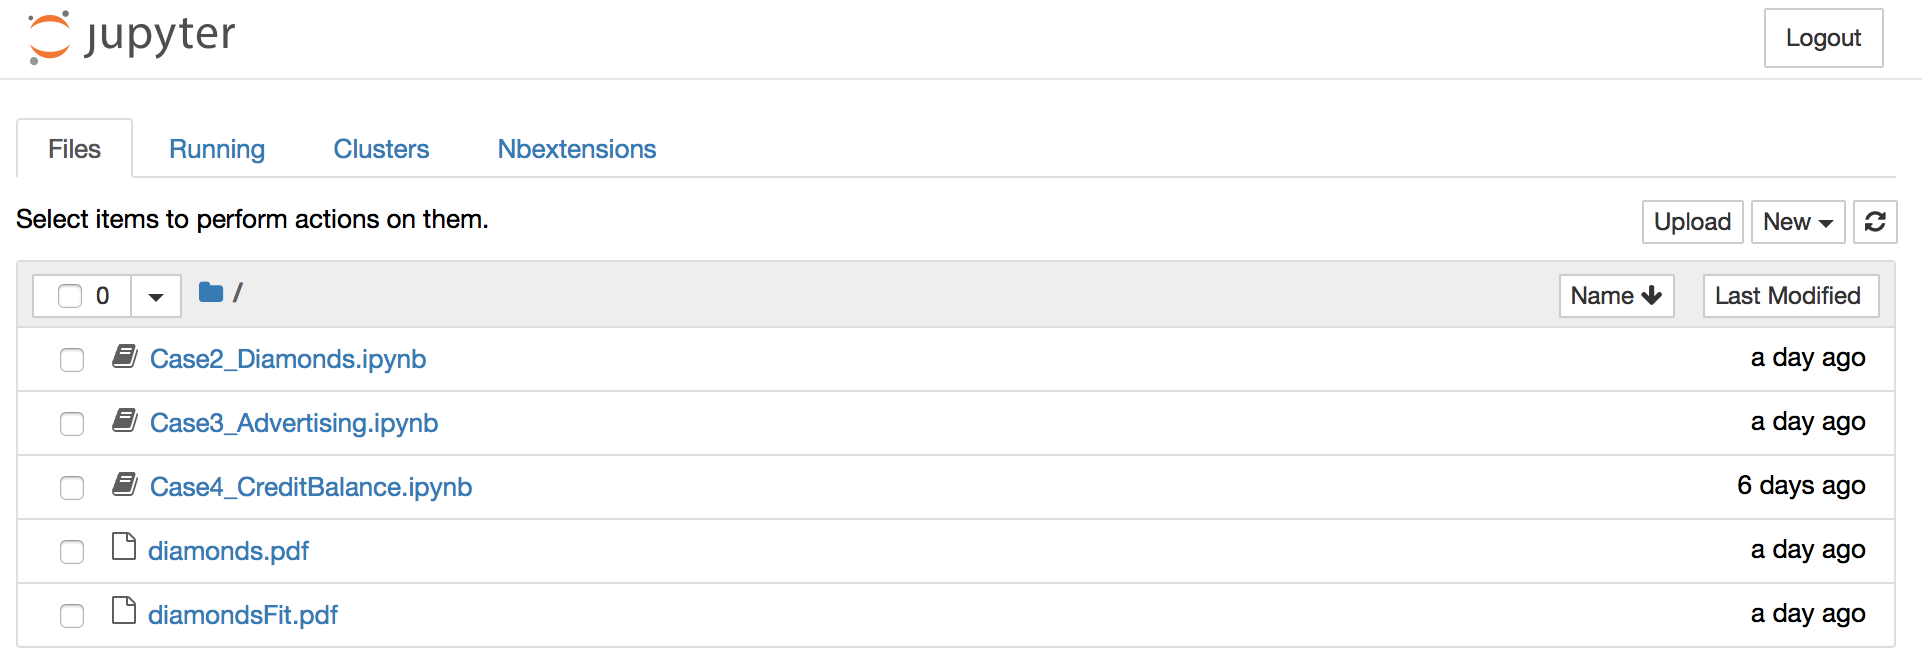 jupyter
Logout
Files Running Clusters Nbextensions
Select items to perform actions on them.
Upload New
0 / Name Last Modified
Case2_Diamonds.ipynb a day ago
Case3_Advertising.ipynb a day ago
Case4_CreditBalance.ipynb 6 days ago
diamonds.pdf a day ago
diamondsFit.pdf a day ago